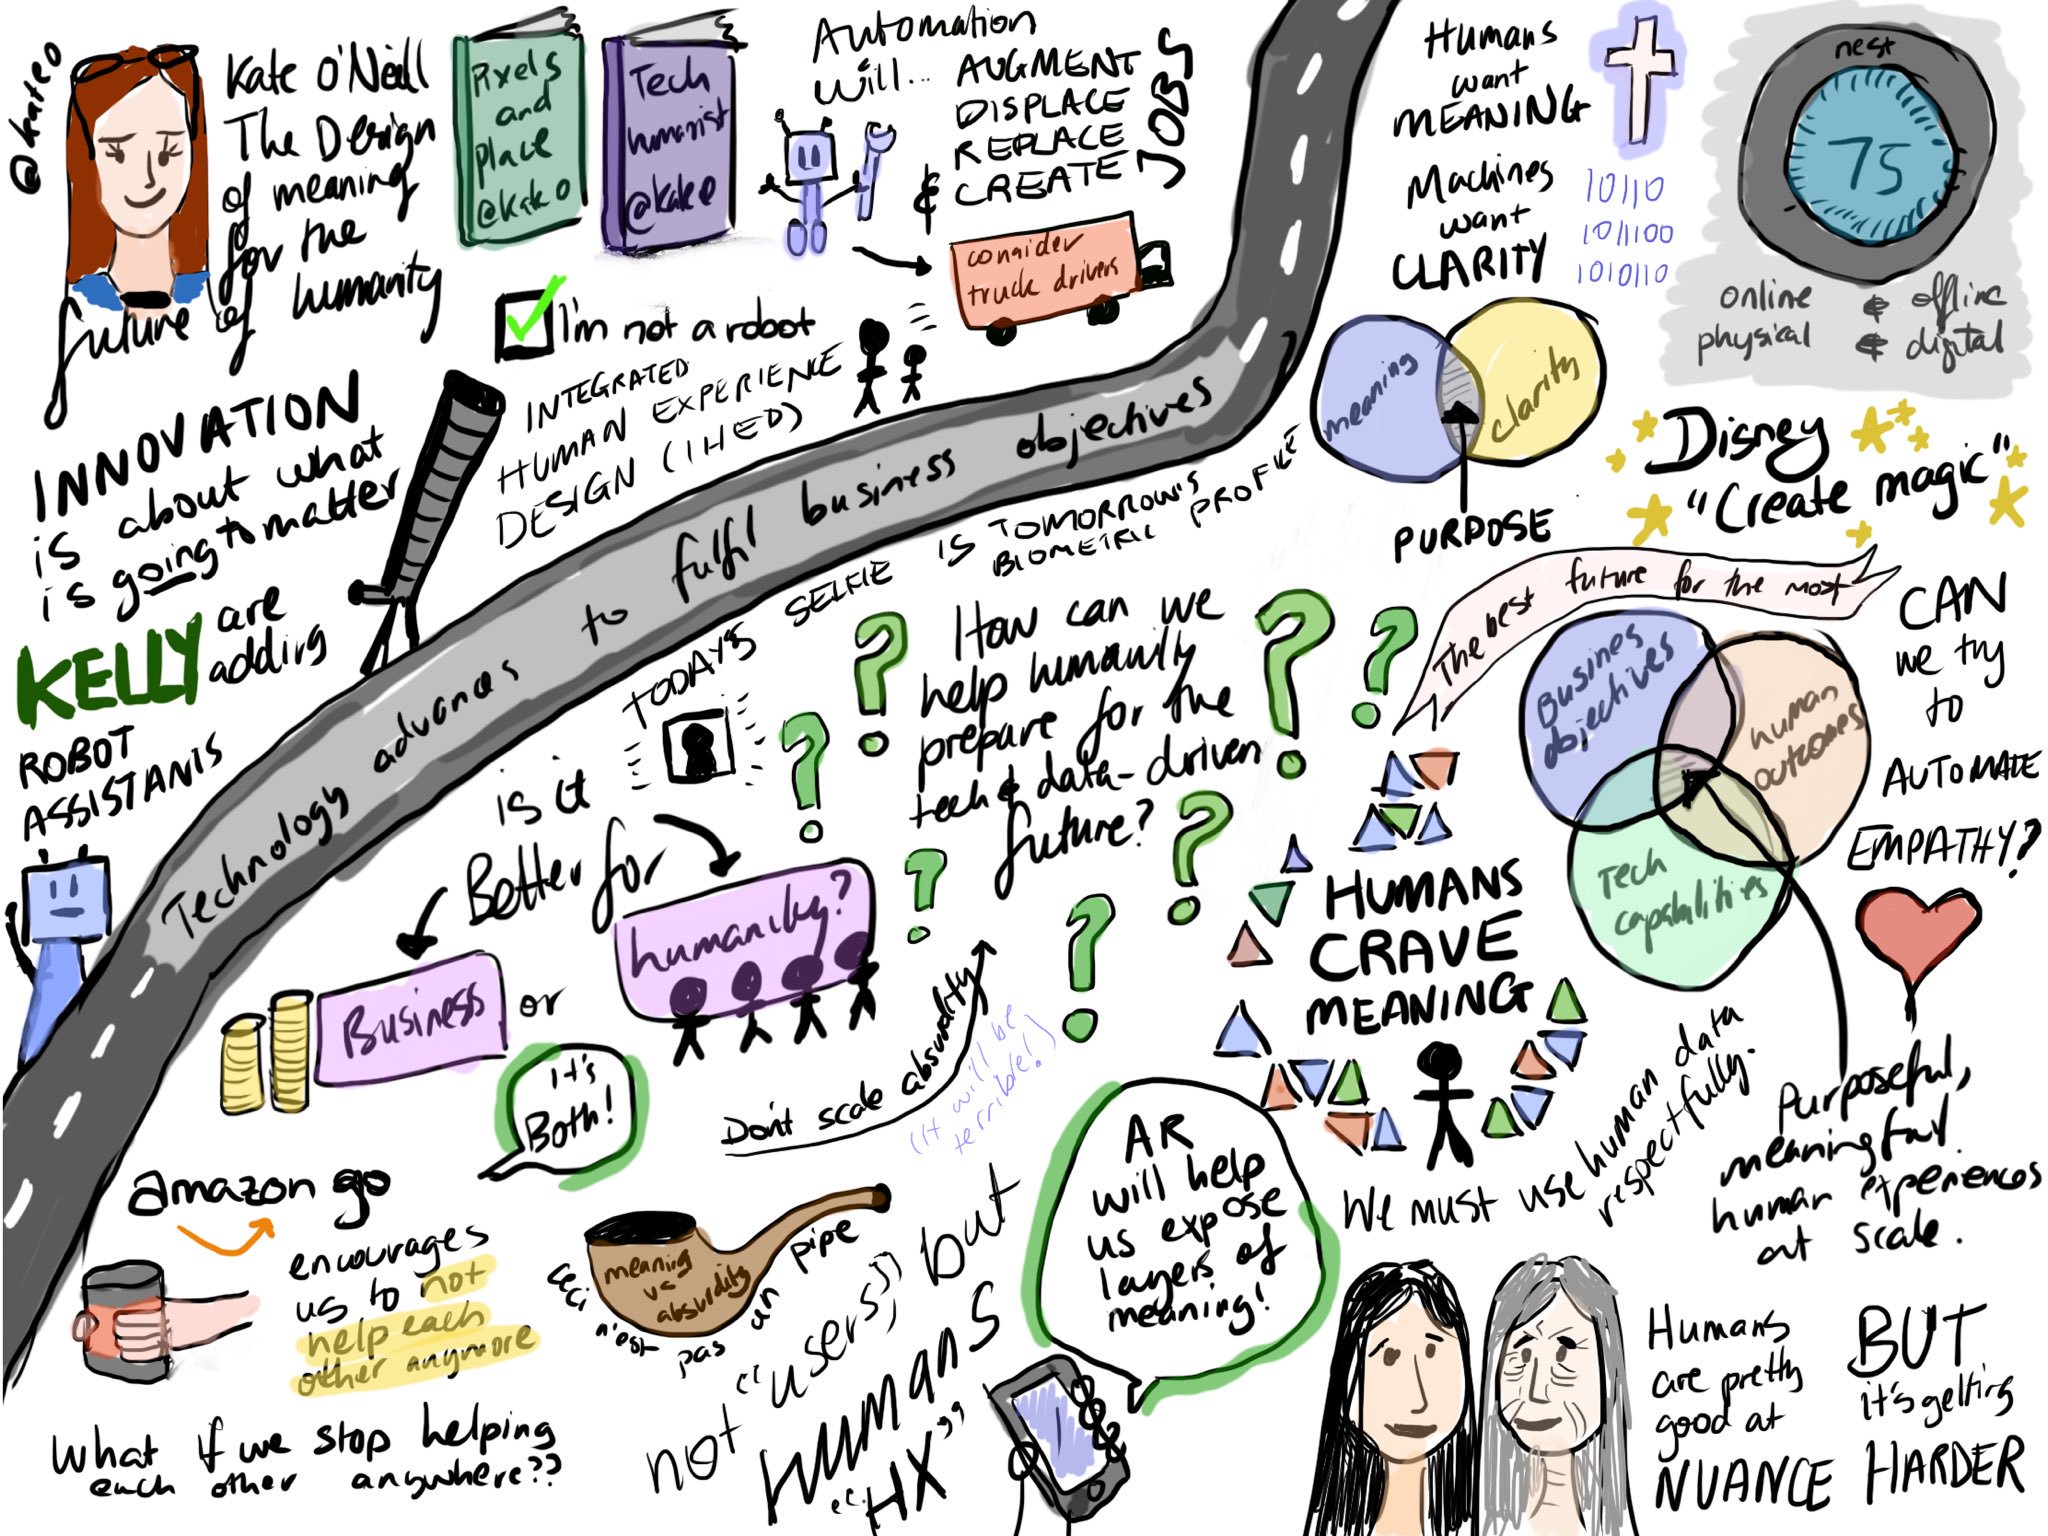 @kateo
Kate O'Neill
The Design
of meaning
for the
future of humanity
Pixels
and
place
@kateo
Tech
humanist
@kateo
Automation
will...
AUGMENT
DISPLACE
REPLACE
& CREATE
JOBS
consider
truck drivers
I'm not a robot
INTEGRATED
HUMAN EXPERIENCE
DESIGN (IHED)
INNOVATION
is about what
is going to matter
KELLY are
adding
ROBOT
ASSISTANTS
Technology advances to fulfil business objectives
Humans
want
MEANING
Machines
want
CLARITY
10110
101100
1010110
nest
75
online & offline
physical & digital
meaning
clarity
PURPOSE
Disney
"Create magic"
TODAY'S SELFIE IS TOMORROW'S
BIOMETRIC PROFILE
How can we
help humanity
prepare for the
tech & data-driven
future?
The best future for the most
Business
objectives
human
outcomes
Tech
capabilities
CAN
we try
to
AUTOMATE
EMPATHY?
is it
Better for
Business
or
humanity?
it's
Both!
Don't scale absurdity
(it will be
terrible!)
HUMANS
CRAVE
MEANING
We must use human data
respectfully.
Purposeful,
meaningful
human experiences
at scale.
amazon go
encourages
us to not
help each
other anymore
What if we stop helping
each other anywhere??
meaning
vs
absurdity
ceci n'est pas un pipe
not "users," but
HUMANS
"HX"
AR
will help
us expose
layers of
meaning!
Humans
are pretty
good at
NUANCE
BUT
it's getting
HARDER